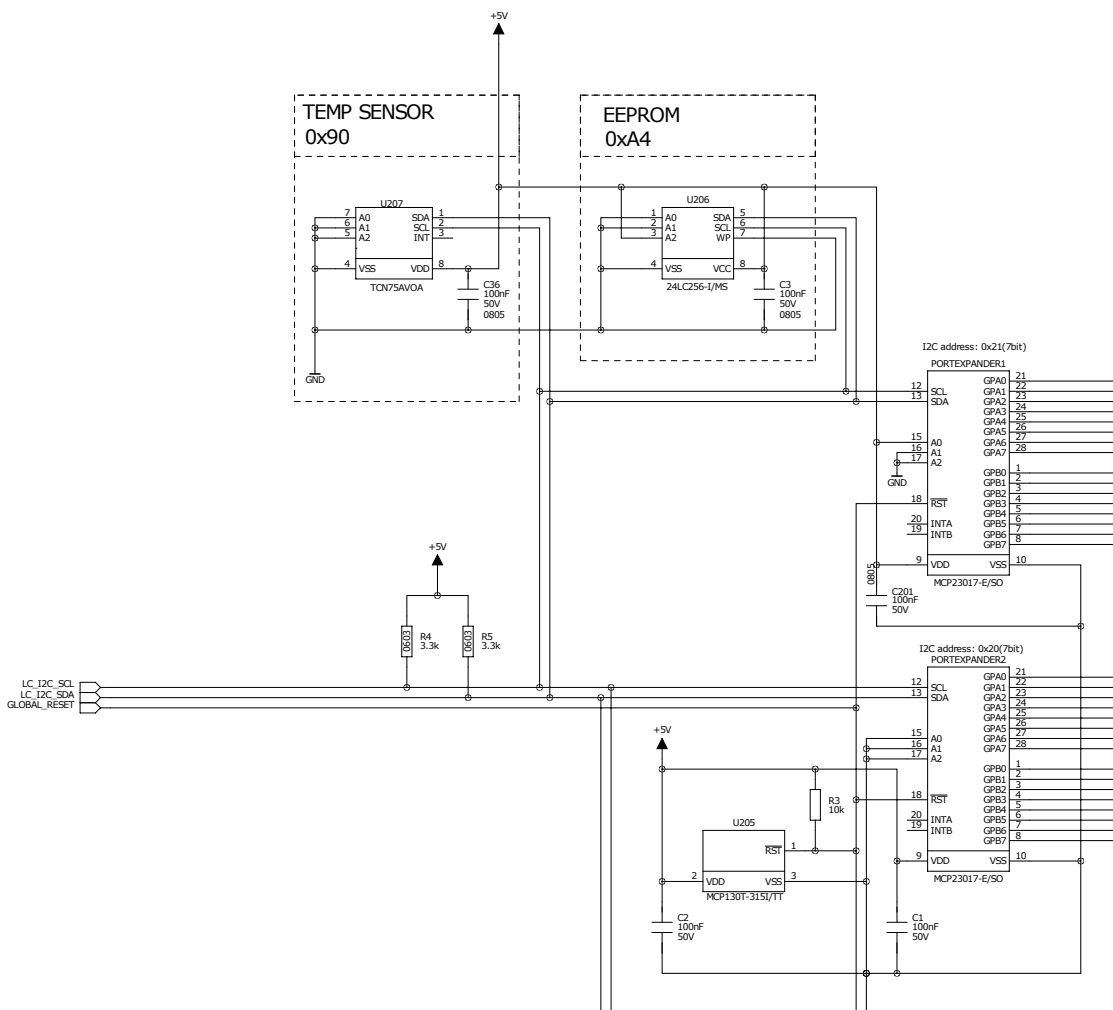 +5V
TEMP SENSOR
0x90
EEPROM
0xA4
U207
7 A0 SDA 1
6 A1 SCL 2
5 A2 INT 3
4 VSS VDD 8
TCN75AVOA
C36
100nF
50V
0805
GND
U206
1 A0 SDA 5
2 A1 SCL 6
3 A2 WP 7
4 VSS VCC 8
24LC256-I/MS
C3
100nF
50V
0805
I2C address: 0x21(7bit)
PORTEXPANDER1
GPA0 21
12 SCL GPA1 22
13 SDA GPA2 23
GPA3 24
GPA4 25
GPA5 26
15 A0 GPA6 27
16 A1 GPA7 28
17 A2
GND
GPB0 1
GPB1 2
GPB2 3
18 RST GPB3 4
GPB4 5
20 INTA GPB5 6
19 INTB GPB6 7
GPB7 8
9 VDD VSS 10
MCP23017-E/SO
0805
C201
100nF
50V
+5V
0603
R4
3.3k
0603
R5
3.3k
LC_I2C_SCL
LC_I2C_SDA
GLOBAL_RESET
I2C address: 0x20(7bit)
PORTEXPANDER2
GPA0 21
12 SCL GPA1 22
13 SDA GPA2 23
GPA3 24
GPA4 25
GPA5 26
15 A0 GPA6 27
16 A1 GPA7 28
17 A2
GPB0 1
GPB1 2
GPB2 3
18 RST GPB3 4
GPB4 5
20 INTA GPB5 6
19 INTB GPB6 7
GPB7 8
9 VDD VSS 10
MCP23017-E/SO
+5V
R3
10k
U205
RST 1
2 VDD VSS 3
MCP130T-315I/TT
C2
100nF
50V
C1
100nF
50V